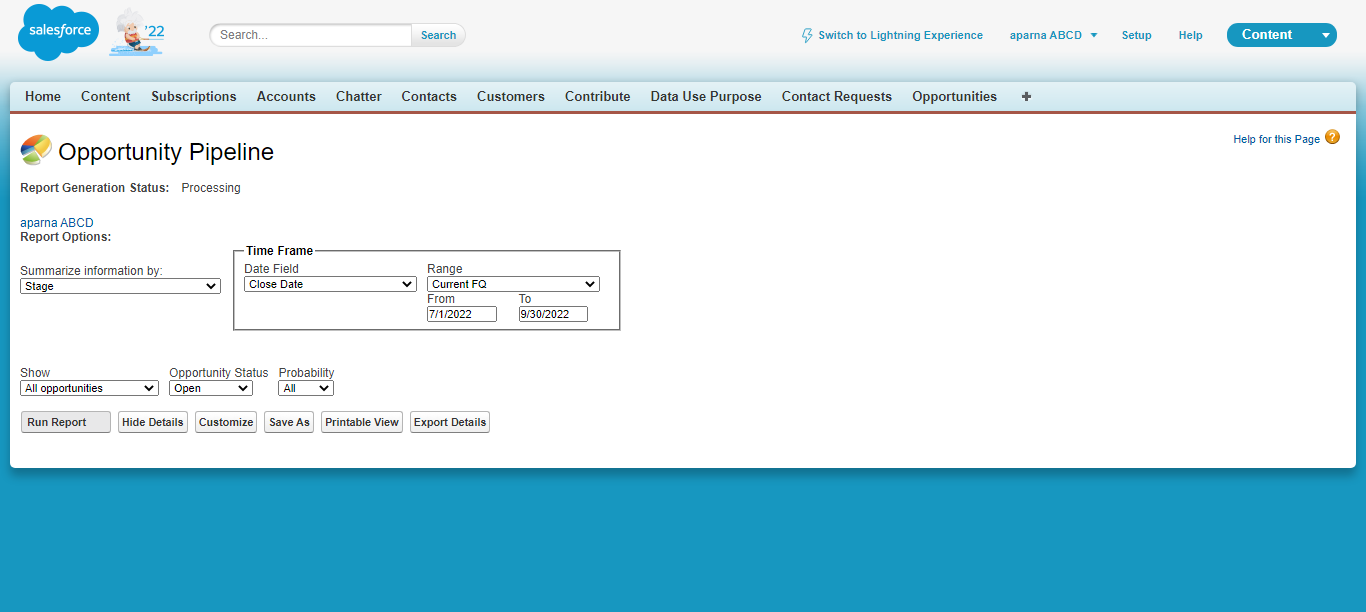 salesforce '22 Search... Search Switch to Lightning Experience aparna ABCD Setup Help Content
Home Content Subscriptions Accounts Chatter Contacts Customers Contribute Data Use Purpose Contact Requests Opportunities +
Help for this Page ?
Opportunity Pipeline
Report Generation Status: Processing
aparna ABCD
Report Options:
Summarize information by:
Stage
Time Frame
Date Field Range
Close Date Current FQ
From To
7/1/2022 9/30/2022
Show Opportunity Status Probability
All opportunities Open All
Run Report Hide Details Customize Save As Printable View Export Details